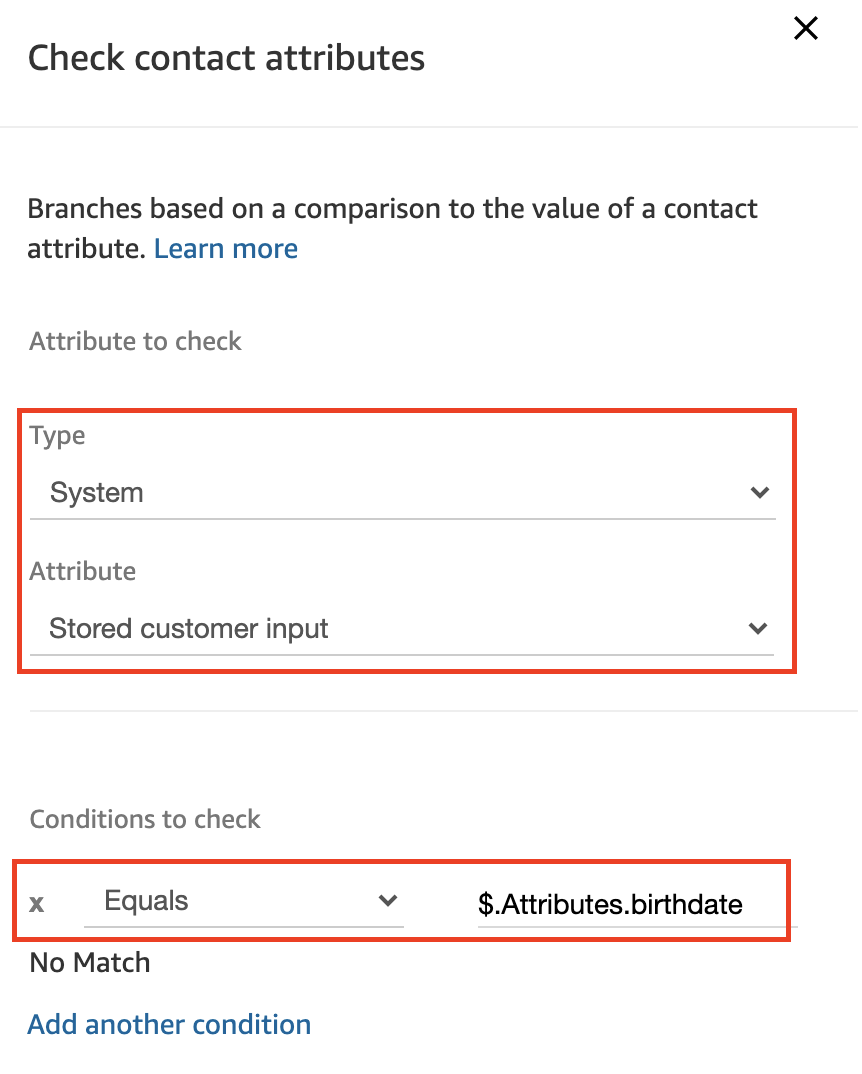 Check contact attributes
Branches based on a comparison to the value of a contact
attribute. Learn more
Attribute to check
Type
System
Attribute
Stored customer input
Conditions to check
x Equals $.Attributes.birthdate
No Match
Add another condition